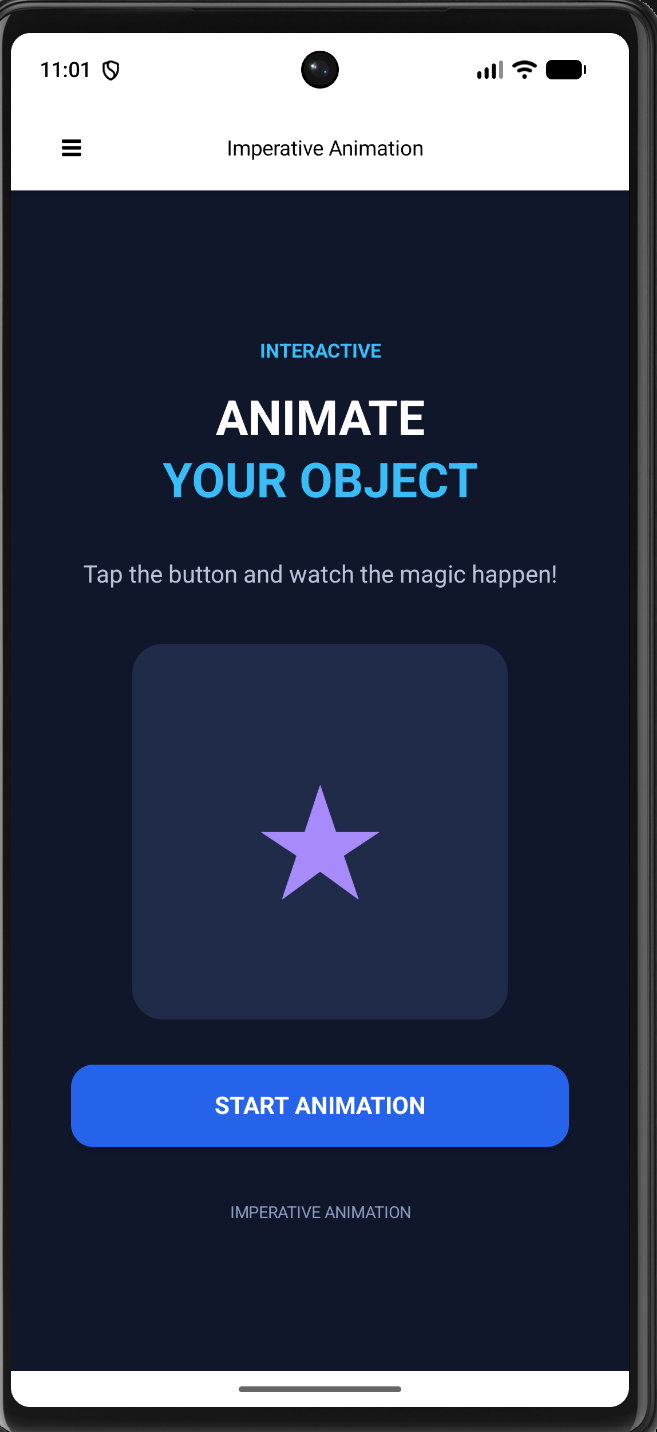 11:01
Imperative Animation
INTERACTIVE
ANIMATE
YOUR OBJECT
Tap the button and watch the magic happen!
START ANIMATION
IMPERATIVE ANIMATION